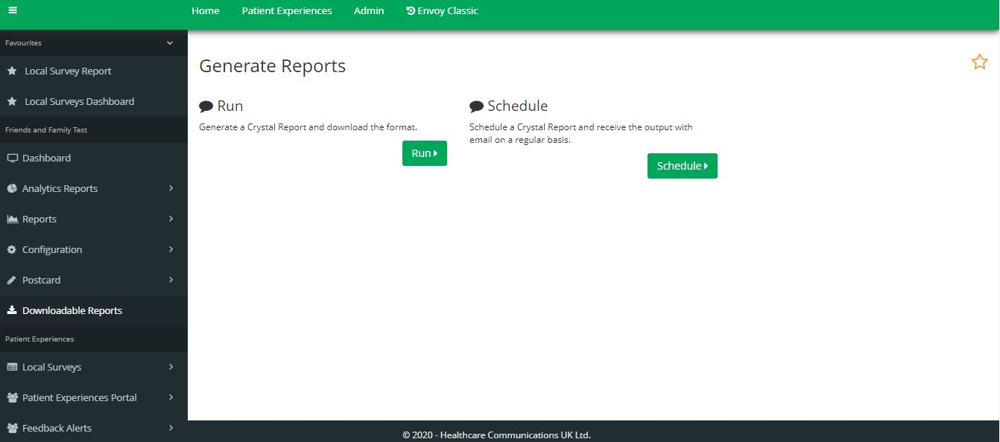 Home Patient Experiences Admin Envoy Classic
Favourites
Local Survey Report
Local Surveys Dashboard
Friends and Family Test
Dashboard
Analytics Reports
Reports
Configuration
Postcard
Downloadable Reports
Patient Experiences
Local Surveys
Patient Experiences Portal
Feedback Alerts
Generate Reports
Run
Generate a Crystal Report and download the format.
Run
Schedule
Schedule a Crystal Report and receive the output with
email on a regular basis.
Schedule
© 2020 - Healthcare Communications UK Ltd.